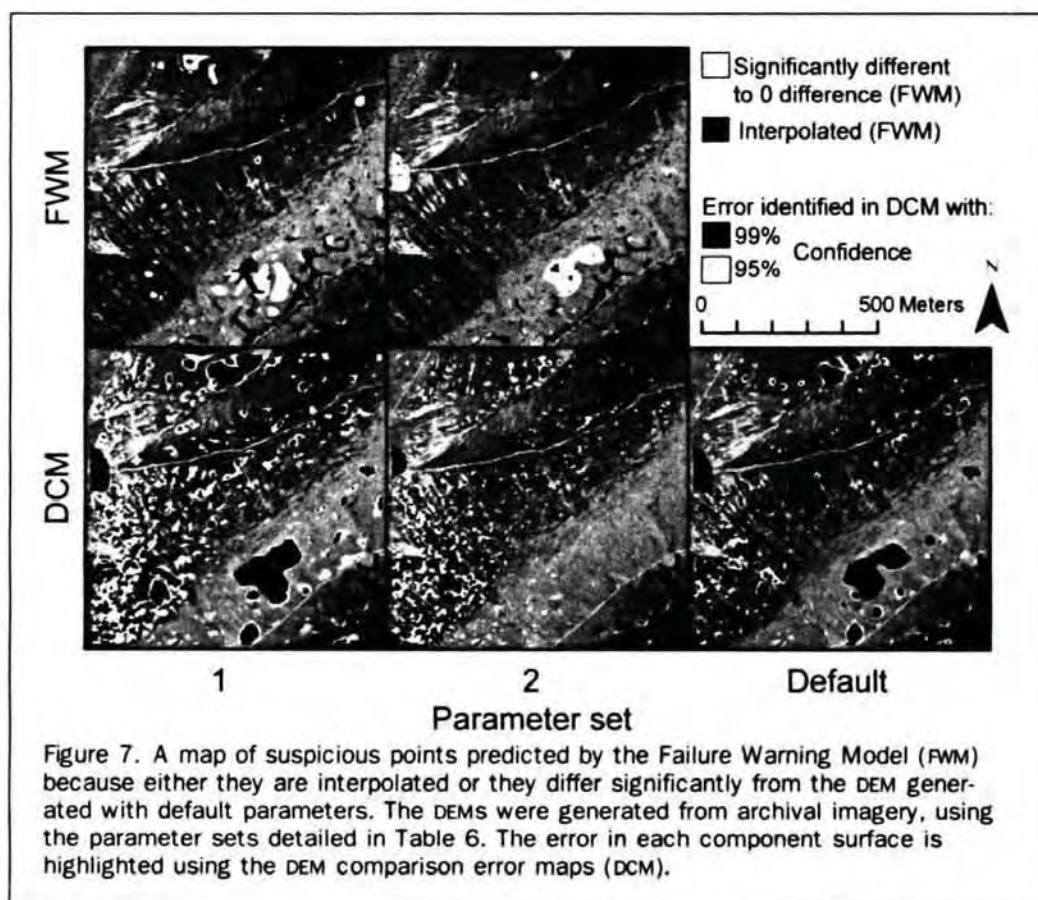 FWM
DCM
Significantly different
to 0 difference (FWM)
Interpolated (FWM)
Error identified in DCM with:
99%
Confidence
95%
N
0 500 Meters
1 2 Default
Parameter set
Figure 7. A map of suspicious points predicted by the Failure Warning Model (FWM)
because either they are interpolated or they differ significantly from the DEM gener-
ated with default parameters. The DEMs were generated from archival imagery, using
the parameter sets detailed in Table 6. The error in each component surface is
highlighted using the DEM comparison error maps (DCM).